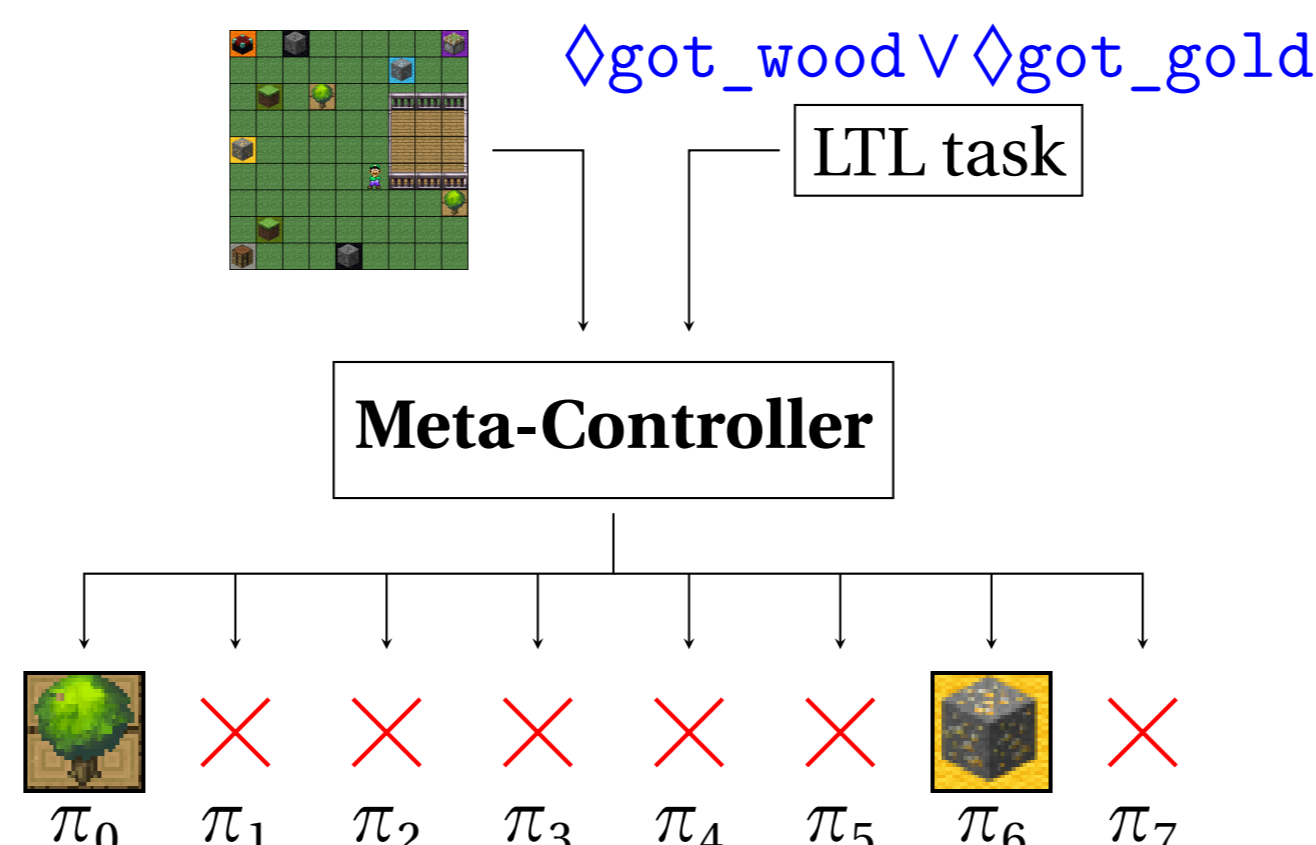 ◊got_wood ∨ ◊got_gold
LTL task
Meta-Controller
π₀ π₁ π₂ π₃ π₄ π₅ π₆ π₇